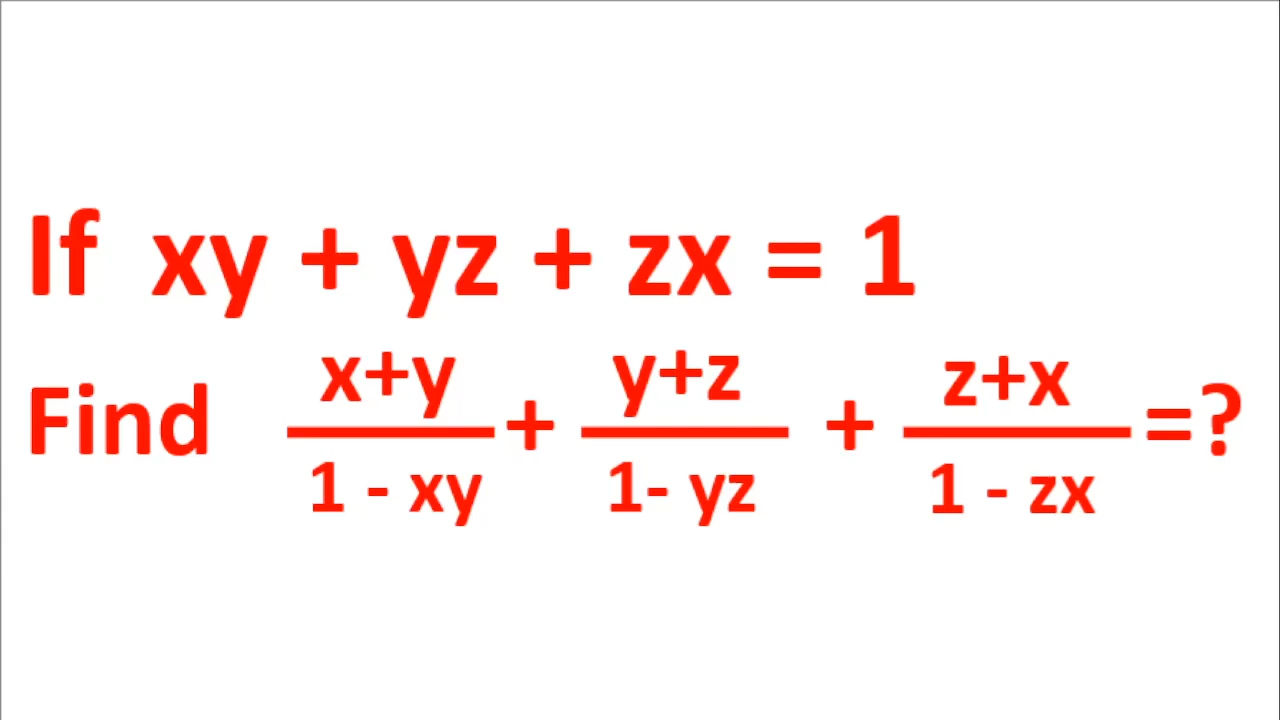 If xy + yz + zx = 1
x+y y+z z+x
Find + + =?
1 - xy 1- yz 1 - zx